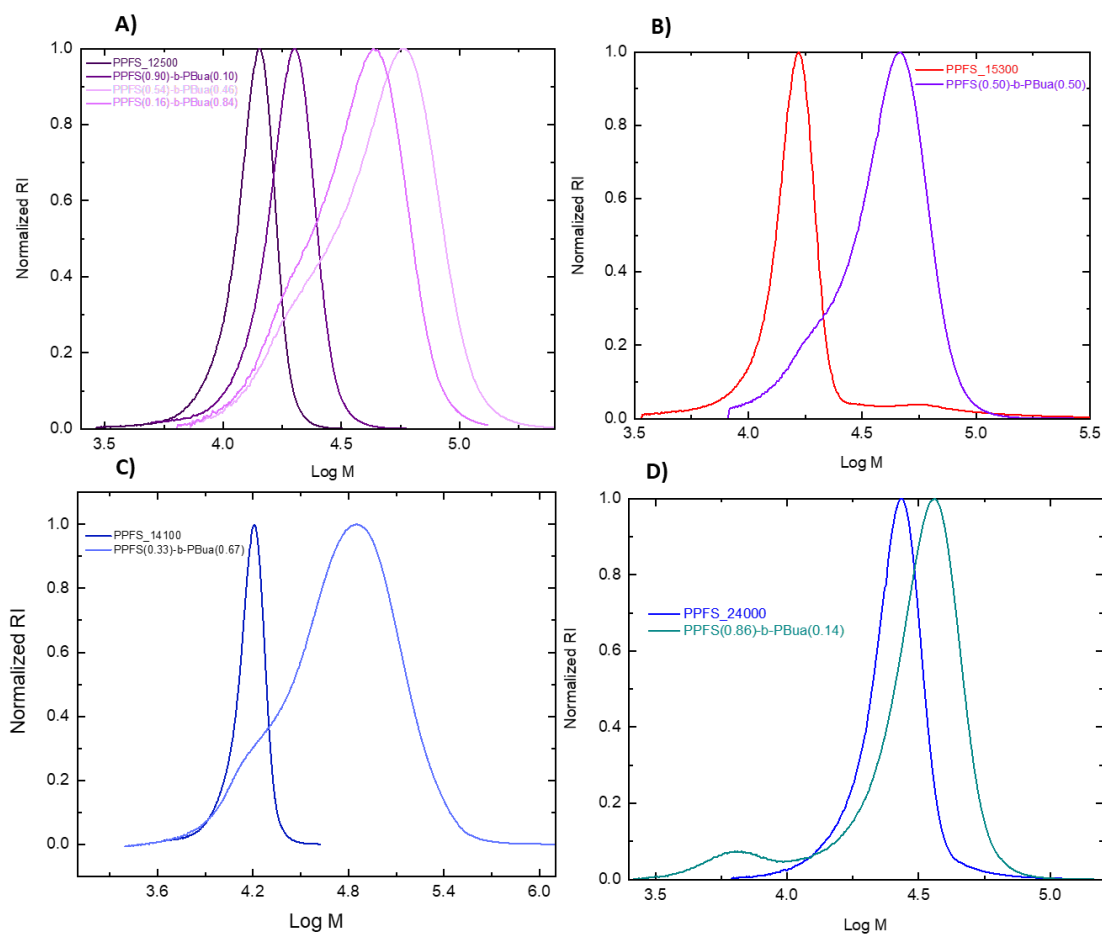 A)
PPFS_12500
PPFS(0.90)-b-PBua(0.10)
PPFS(0.54)-b-PBua(0.46)
PPFS(0.16)-b-PBua(0.84)
Normalized RI
1.0
0.8
0.6
0.4
0.2
0.0
3.5 4.0 4.5 5.0
Log M
B)
PPFS_15300
PPFS(0.50)-b-PBua(0.50)
Normalized RI
1.0
0.8
0.6
0.4
0.2
0.0
3.5 4.0 4.5 5.0 5.5
Log M
C)
PPFS_14100
PPFS(0.33)-b-PBua(0.67)
Normalized RI
1.0
0.8
0.6
0.4
0.2
0.0
3.6 4.2 4.8 5.4 6.0
Log M
D)
PPFS_24000
PPFS(0.86)-b-PBua(0.14)
Normalized RI
1.0
0.8
0.6
0.4
0.2
0.0
3.5 4.0 4.5 5.0
Log M